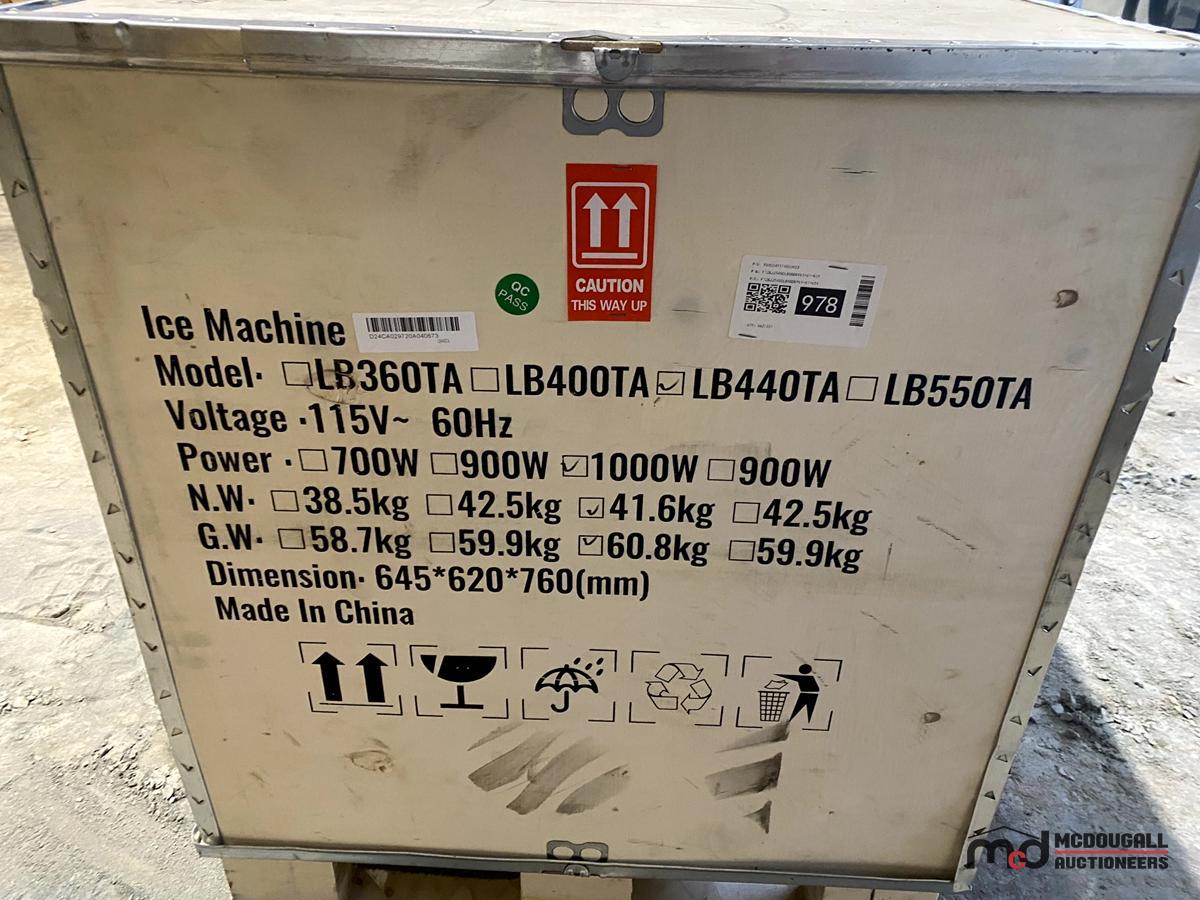 CAUTION
THIS WAY UP
QC
PASS
978
Ice Machine
D24CA029720A040673
Model· ☐LB360TA ☐LB400TA ☑LB440TA ☐LB550TA
Voltage ·115V~ 60Hz
Power ·☐700W ☐900W ☑1000W ☐900W
N.W· ☐38.5kg ☐42.5kg ☑41.6kg ☐42.5kg
G.W· ☐58.7kg ☐59.9kg ☑60.8kg ☐59.9kg
Dimension· 645*620*760(mm)
Made In China
mcd MCDOUGALL
AUCTIONEERS